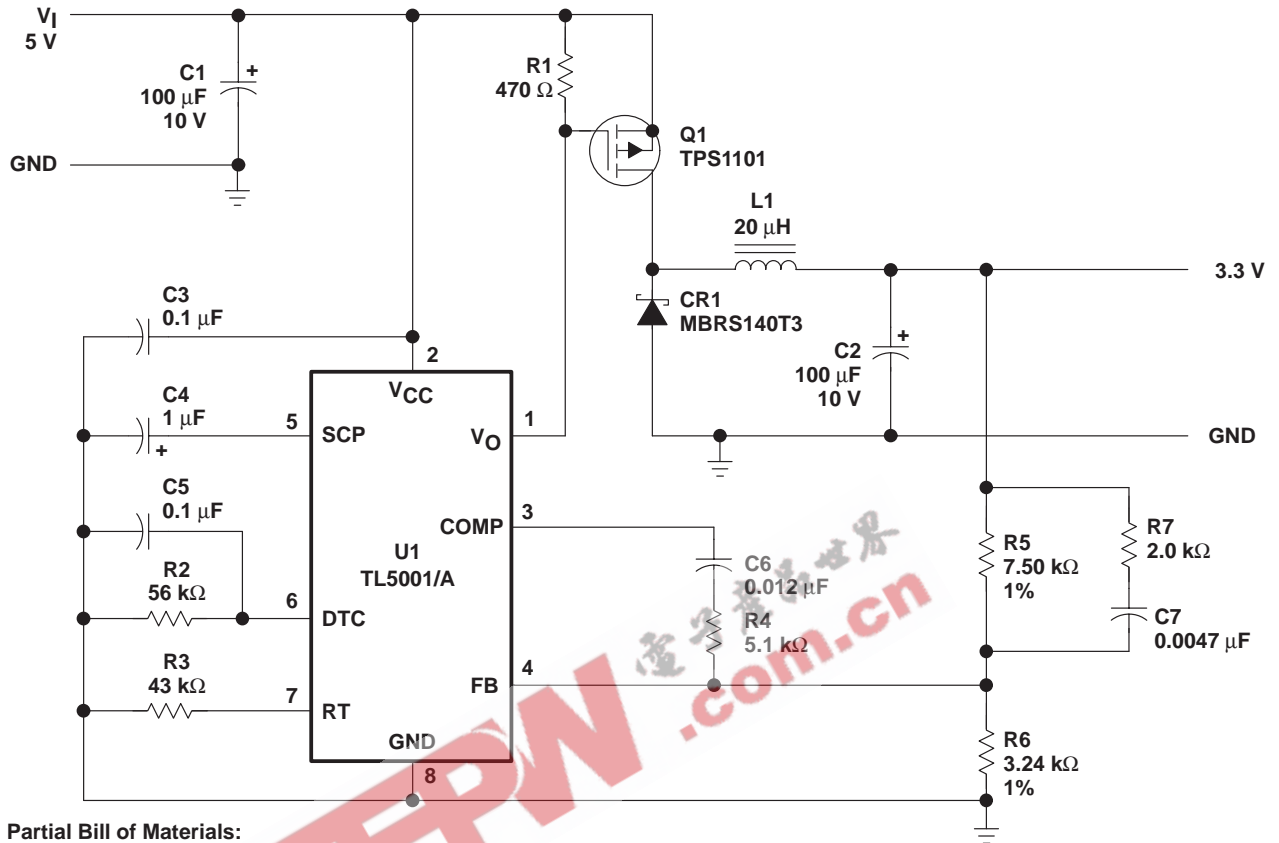 VI
5 V
C1
100 μF
10 V
+
GND
R1
470 Ω
Q1
TPS1101
L1
20 μH
3.3 V
CR1
MBRS140T3
C2
100 μF
10 V
+
GND
C3
0.1 μF
2
VCC
C4
1 μF
+
5
SCP
1
VO
C5
0.1 μF
3
COMP
U1
TL5001/A
R2
56 kΩ
6
DTC
C6
0.012 μF
R4
5.1 kΩ
R5
7.50 kΩ
1%
R7
2.0 kΩ
C7
0.0047 μF
R3
43 kΩ
7
RT
4
FB
GND
8
R6
3.24 kΩ
1%
Partial Bill of Materials:
.com.cn